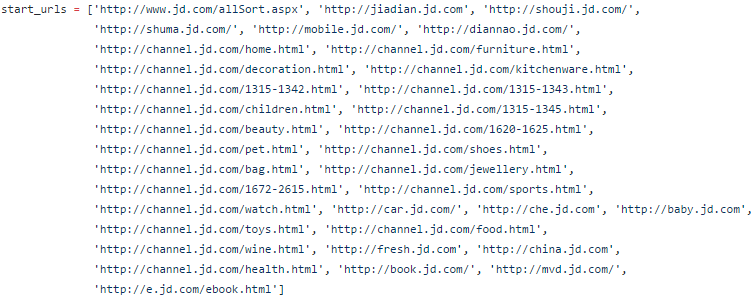 start_urls = ['http://www.jd.com/allSort.aspx', 'http://jiadian.jd.com', 'http://shouji.jd.com/',
'http://shuma.jd.com/', 'http://mobile.jd.com/', 'http://diannao.jd.com/',
'http://channel.jd.com/home.html', 'http://channel.jd.com/furniture.html',
'http://channel.jd.com/decoration.html', 'http://channel.jd.com/kitchenware.html',
'http://channel.jd.com/1315-1342.html', 'http://channel.jd.com/1315-1343.html',
'http://channel.jd.com/children.html', 'http://channel.jd.com/1315-1345.html',
'http://channel.jd.com/beauty.html', 'http://channel.jd.com/1620-1625.html',
'http://channel.jd.com/pet.html', 'http://channel.jd.com/shoes.html',
'http://channel.jd.com/bag.html', 'http://channel.jd.com/jewellery.html',
'http://channel.jd.com/1672-2615.html', 'http://channel.jd.com/sports.html',
'http://channel.jd.com/watch.html', 'http://car.jd.com/', 'http://che.jd.com', 'http://baby.jd.com',
'http://channel.jd.com/toys.html', 'http://channel.jd.com/food.html',
'http://channel.jd.com/wine.html', 'http://fresh.jd.com', 'http://china.jd.com',
'http://channel.jd.com/health.html', 'http://book.jd.com/', 'http://mvd.jd.com/',
'http://e.jd.com/ebook.html']